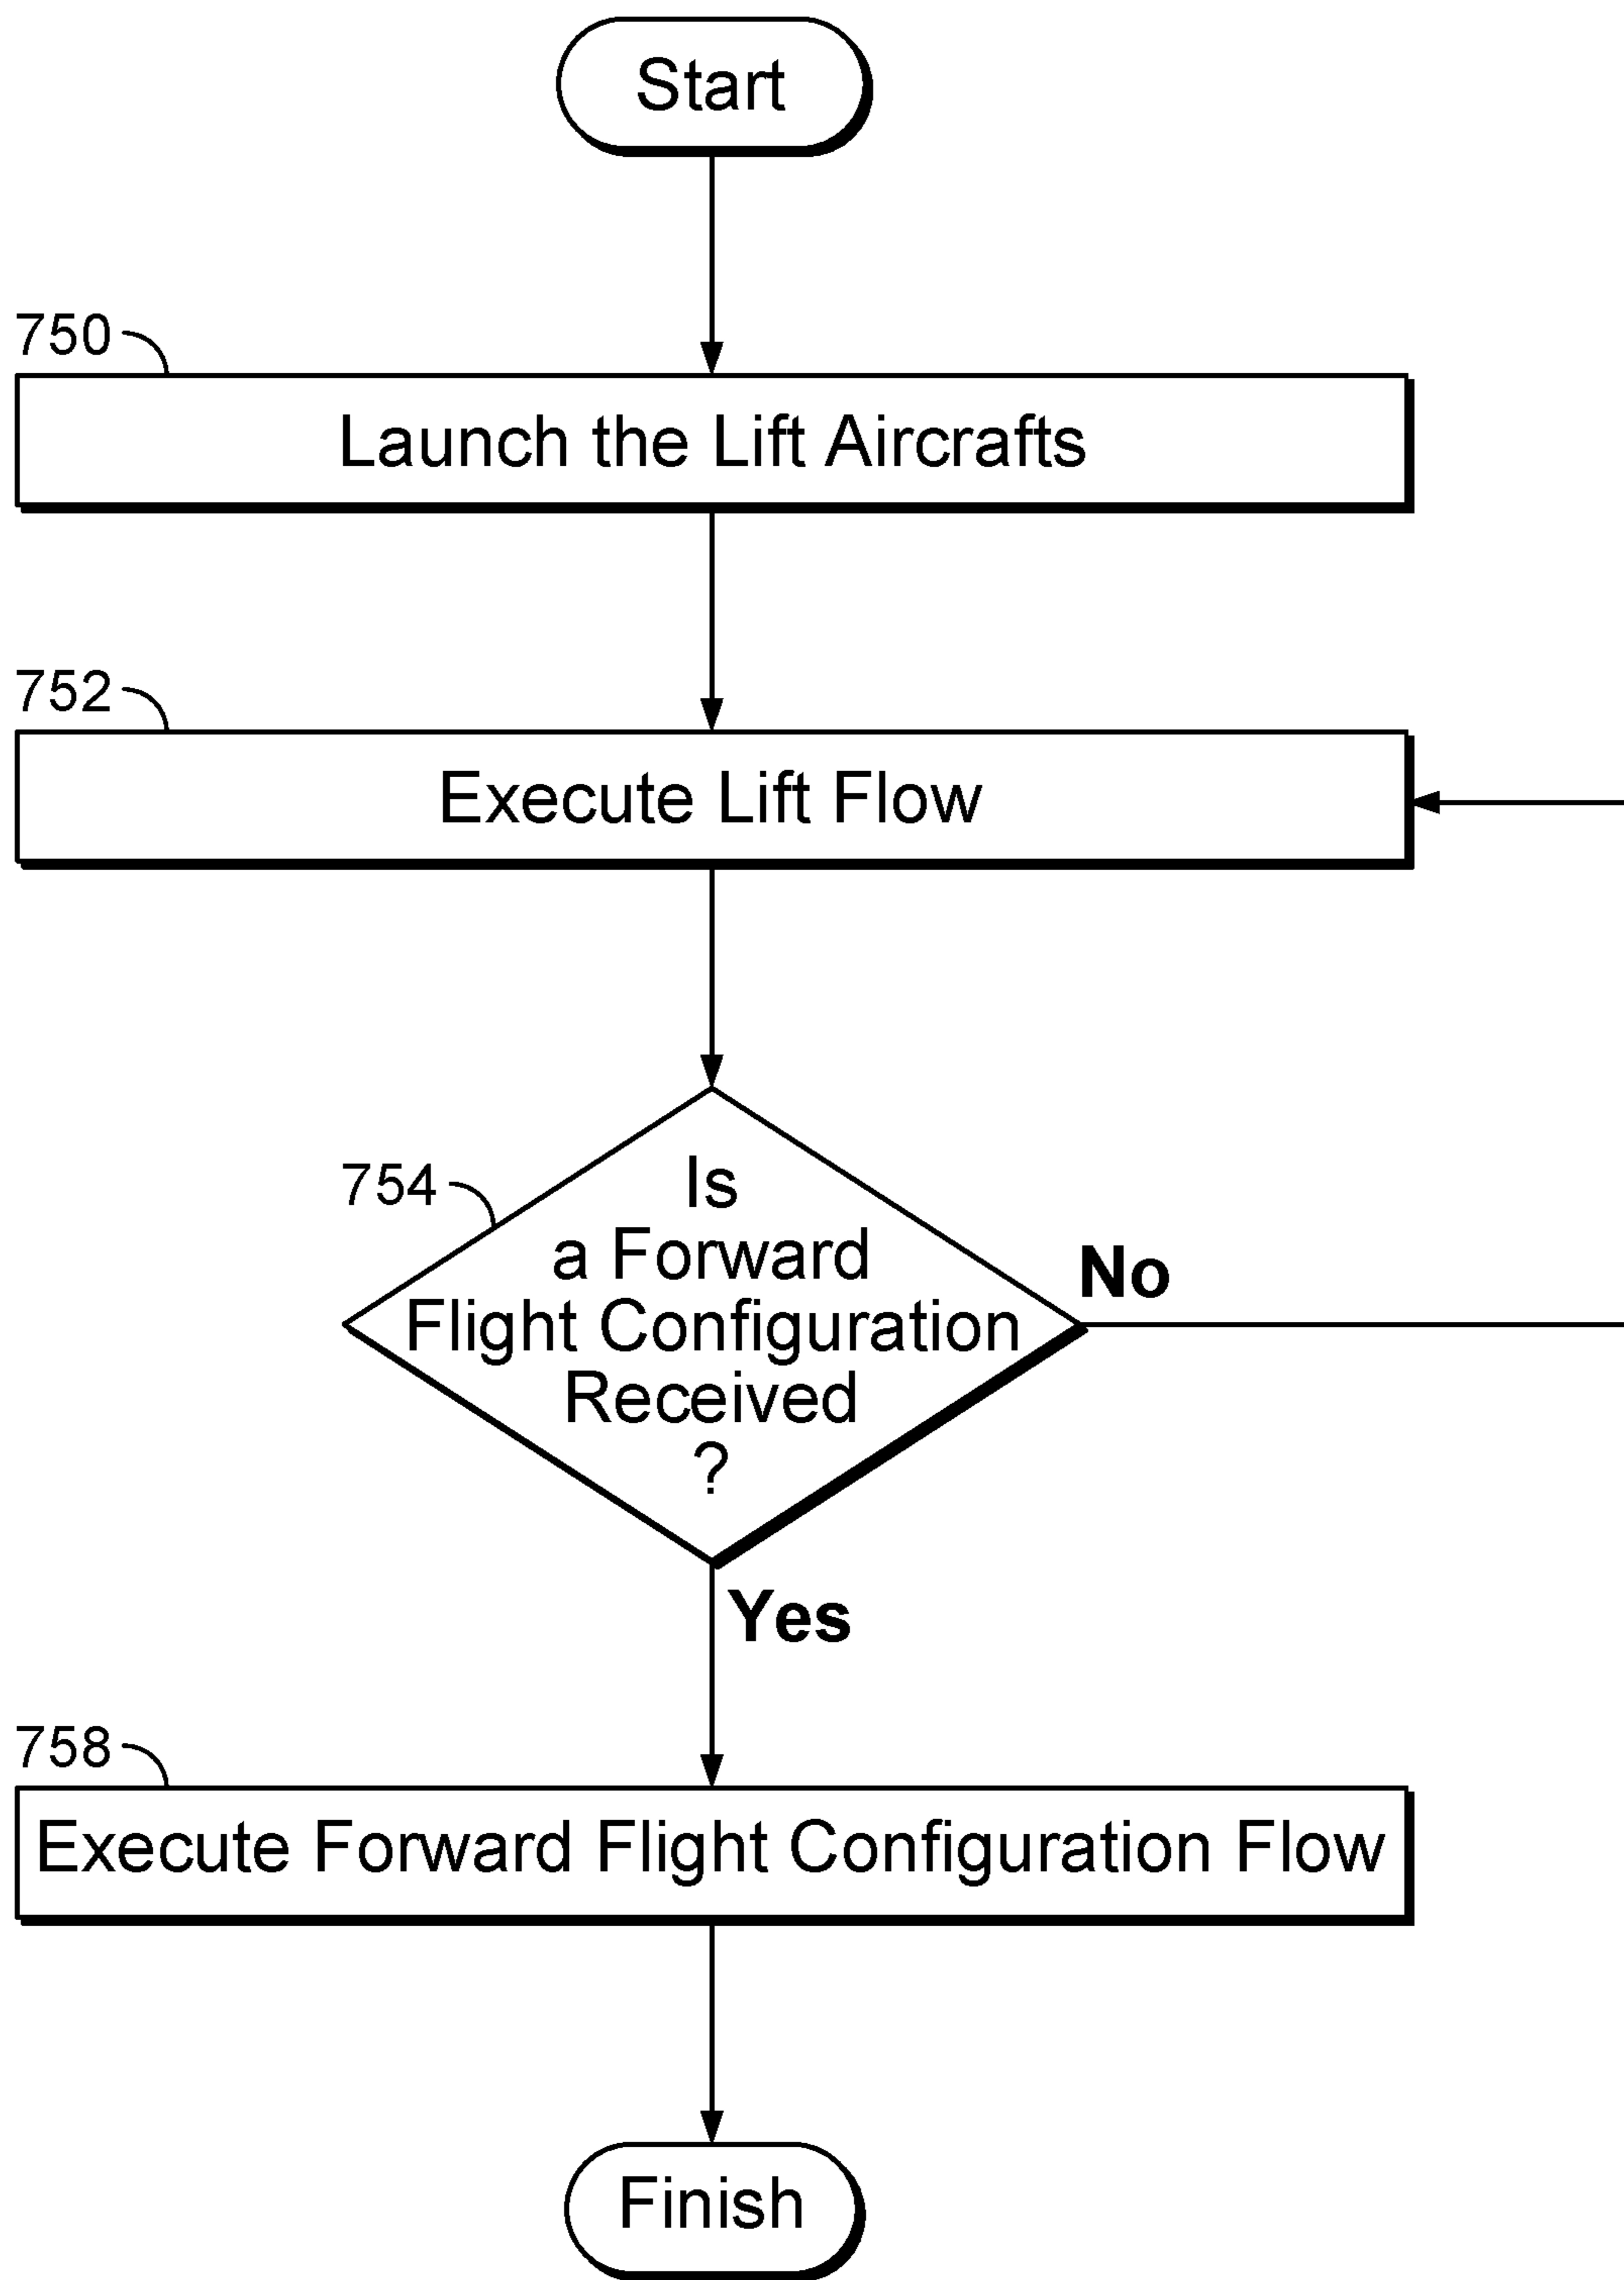 Start
750
Launch the Lift Aircrafts
752
Execute Lift Flow
754
Is
a Forward
Flight Configuration
Received
?
No
Yes
758
Execute Forward Flight Configuration Flow
Finish